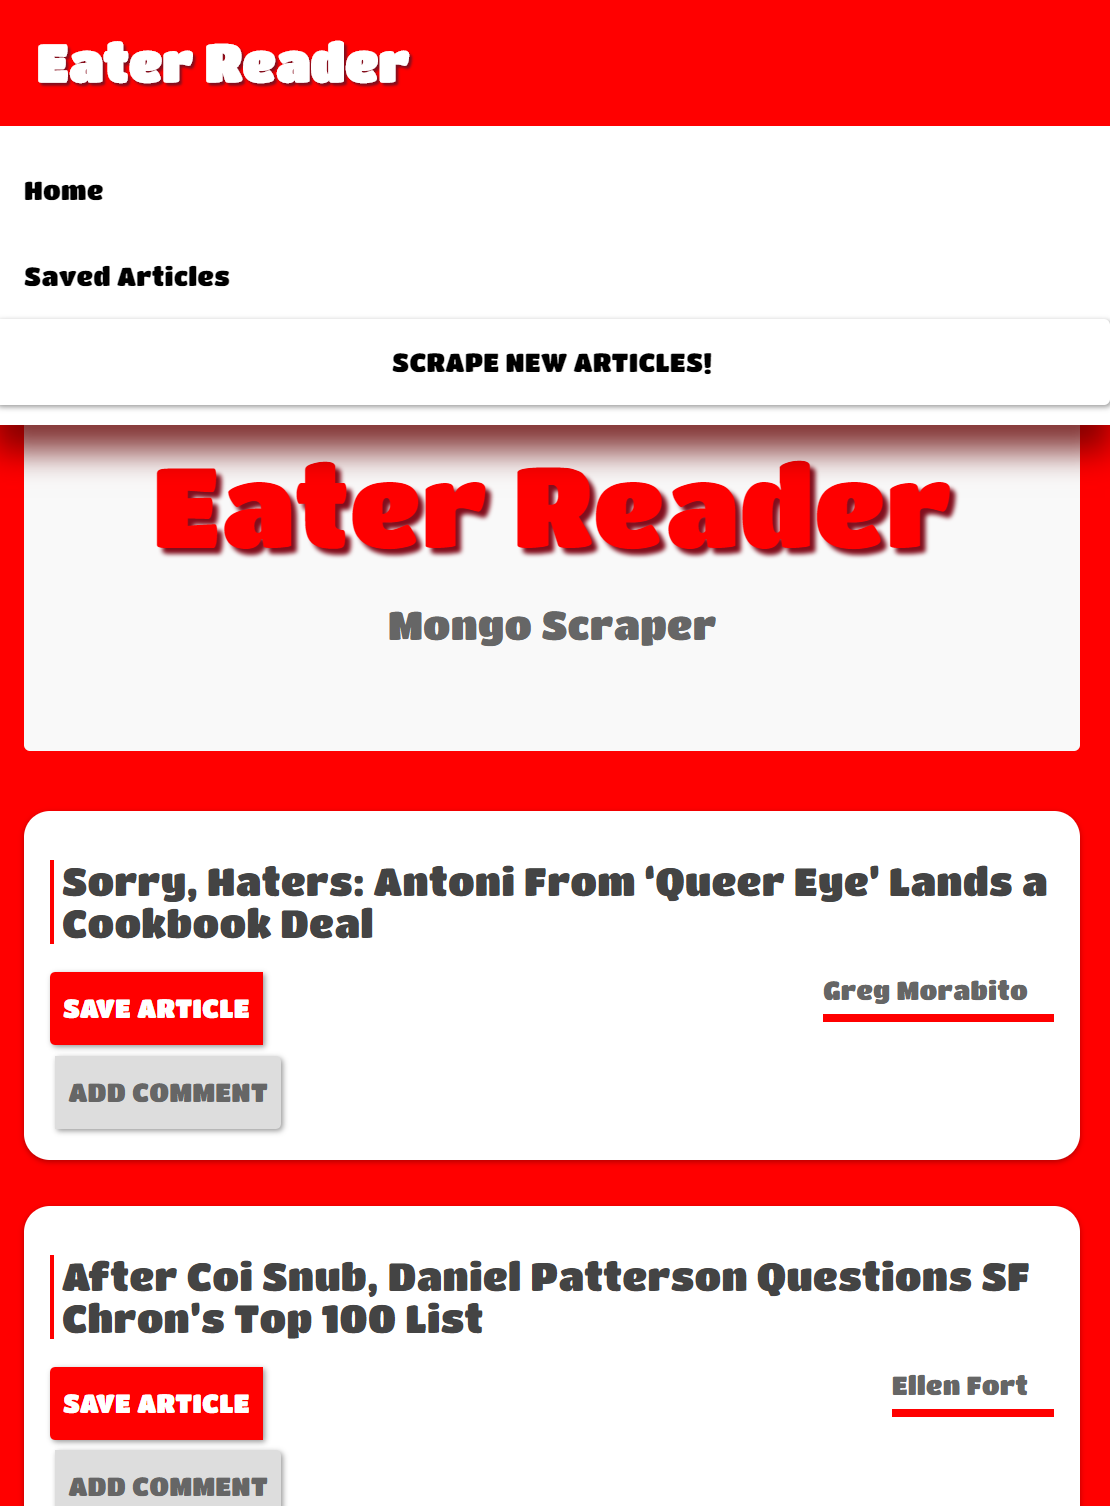 Eater Reader
Home
Saved Articles
SCRAPE NEW ARTICLES!
Eater Reader
Mongo Scraper
Sorry, Haters: Antoni From ‘Queer Eye’ Lands a
Cookbook Deal
SAVE ARTICLE
Greg Morabito
ADD COMMENT
After Coi Snub, Daniel Patterson Questions SF
Chron's Top 100 List
SAVE ARTICLE
Ellen Fort
ADD COMMENT